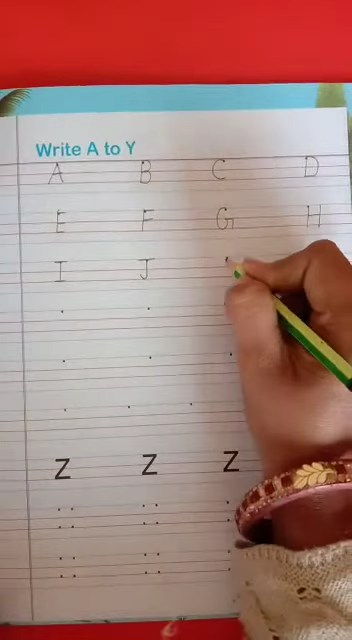 Write A to Y
A B C D
E F G H
I J
Z Z Z